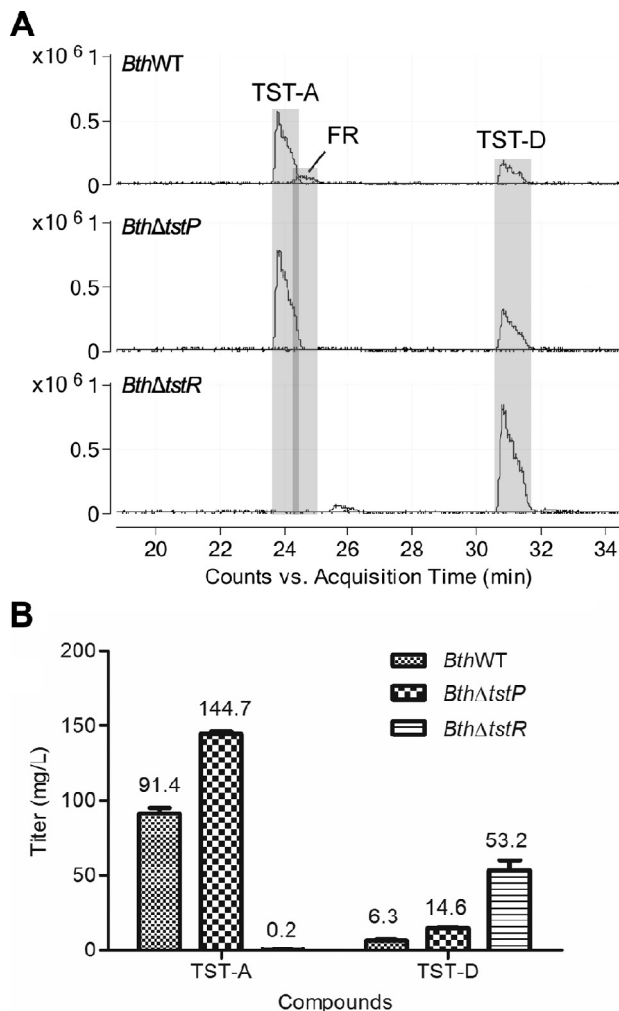 A
x10 6 1
BthWT
TST-A
FR
TST-D
0.5
0
x10 6 1
BthΔtstP
0.5
0
x10 6 1
BthΔtstR
0.5
0
20 22 24 26 28 30 32 34
Counts vs. Acquisition Time (min)
B
200
150
100
50
0
Titer (mg/L)
BthWT
BthΔtstP
BthΔtstR
91.4
144.7
0.2
6.3
14.6
53.2
TST-A TST-D
Compounds